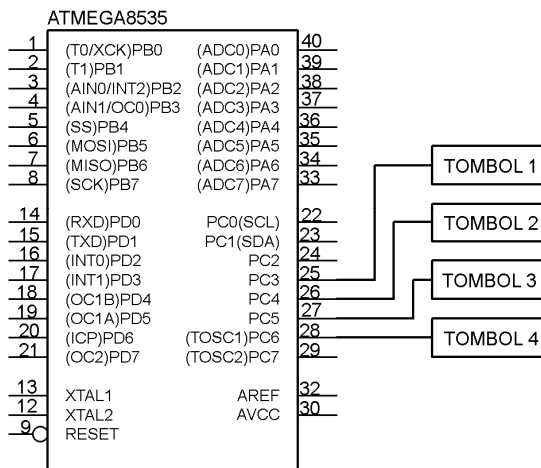 ATMEGA8535
1 (T0/XCK)PB0 (ADC0)PA0 40
2 (T1)PB1 (ADC1)PA1 39
3 (AIN0/INT2)PB2 (ADC2)PA2 38
4 (AIN1/OC0)PB3 (ADC3)PA3 37
5 (SS)PB4 (ADC4)PA4 36
6 (MOSI)PB5 (ADC5)PA5 35
7 (MISO)PB6 (ADC6)PA6 34
8 (SCK)PB7 (ADC7)PA7 33
TOMBOL 1
14 (RXD)PD0 PC0(SCL) 22
TOMBOL 2
15 (TXD)PD1 PC1(SDA) 23
16 (INT0)PD2 PC2 24
17 (INT1)PD3 PC3 25
TOMBOL 3
18 (OC1B)PD4 PC4 26
19 (OC1A)PD5 PC5 27
20 (ICP)PD6 (TOSC1)PC6 28
TOMBOL 4
21 (OC2)PD7 (TOSC2)PC7 29
13 XTAL1 AREF 32
12 XTAL2 AVCC 30
9 RESET